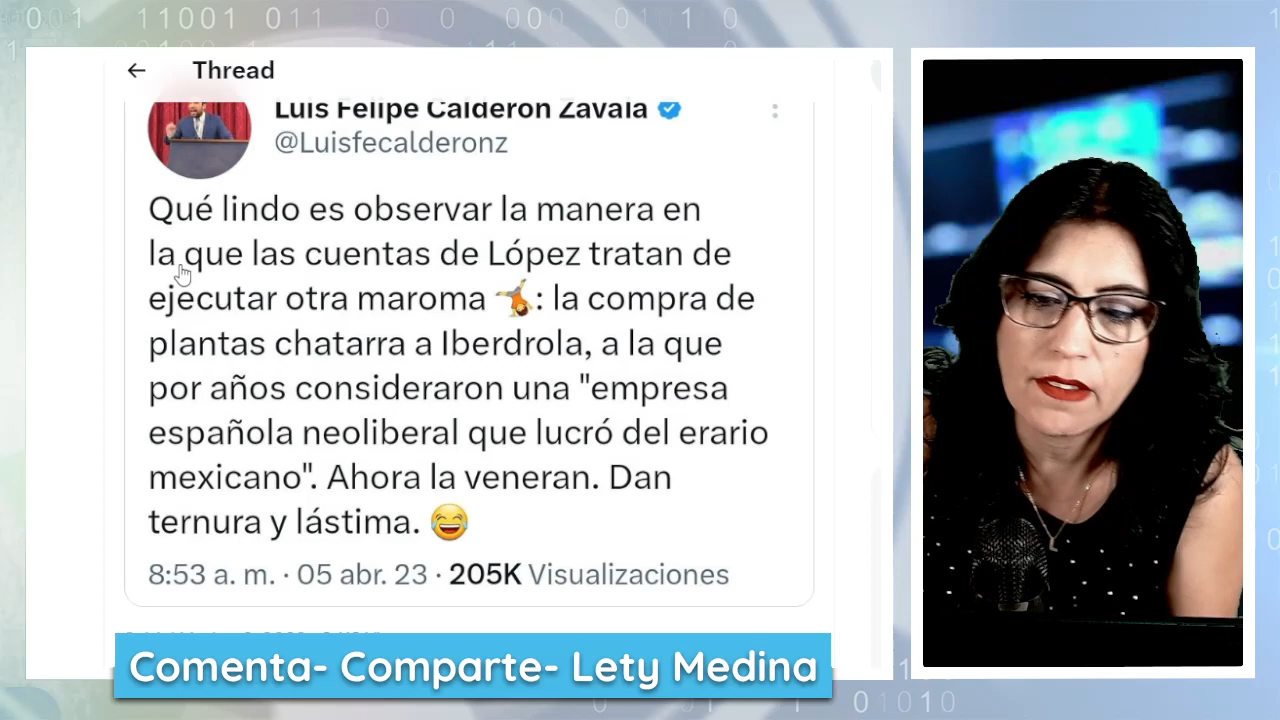 Thread
Luis Felipe Calderón Zavala
@Luisfecalderonz
Qué lindo es observar la manera en
la que las cuentas de López tratan de
ejecutar otra maroma 🤸: la compra de
plantas chatarra a Iberdrola, a la que
por años consideraron una "empresa
española neoliberal que lucró del erario
mexicano". Ahora la veneran. Dan
ternura y lástima. 😂
8:53 a. m. · 05 abr. 23 · 205K Visualizaciones
Comenta- Comparte- Lety Medina